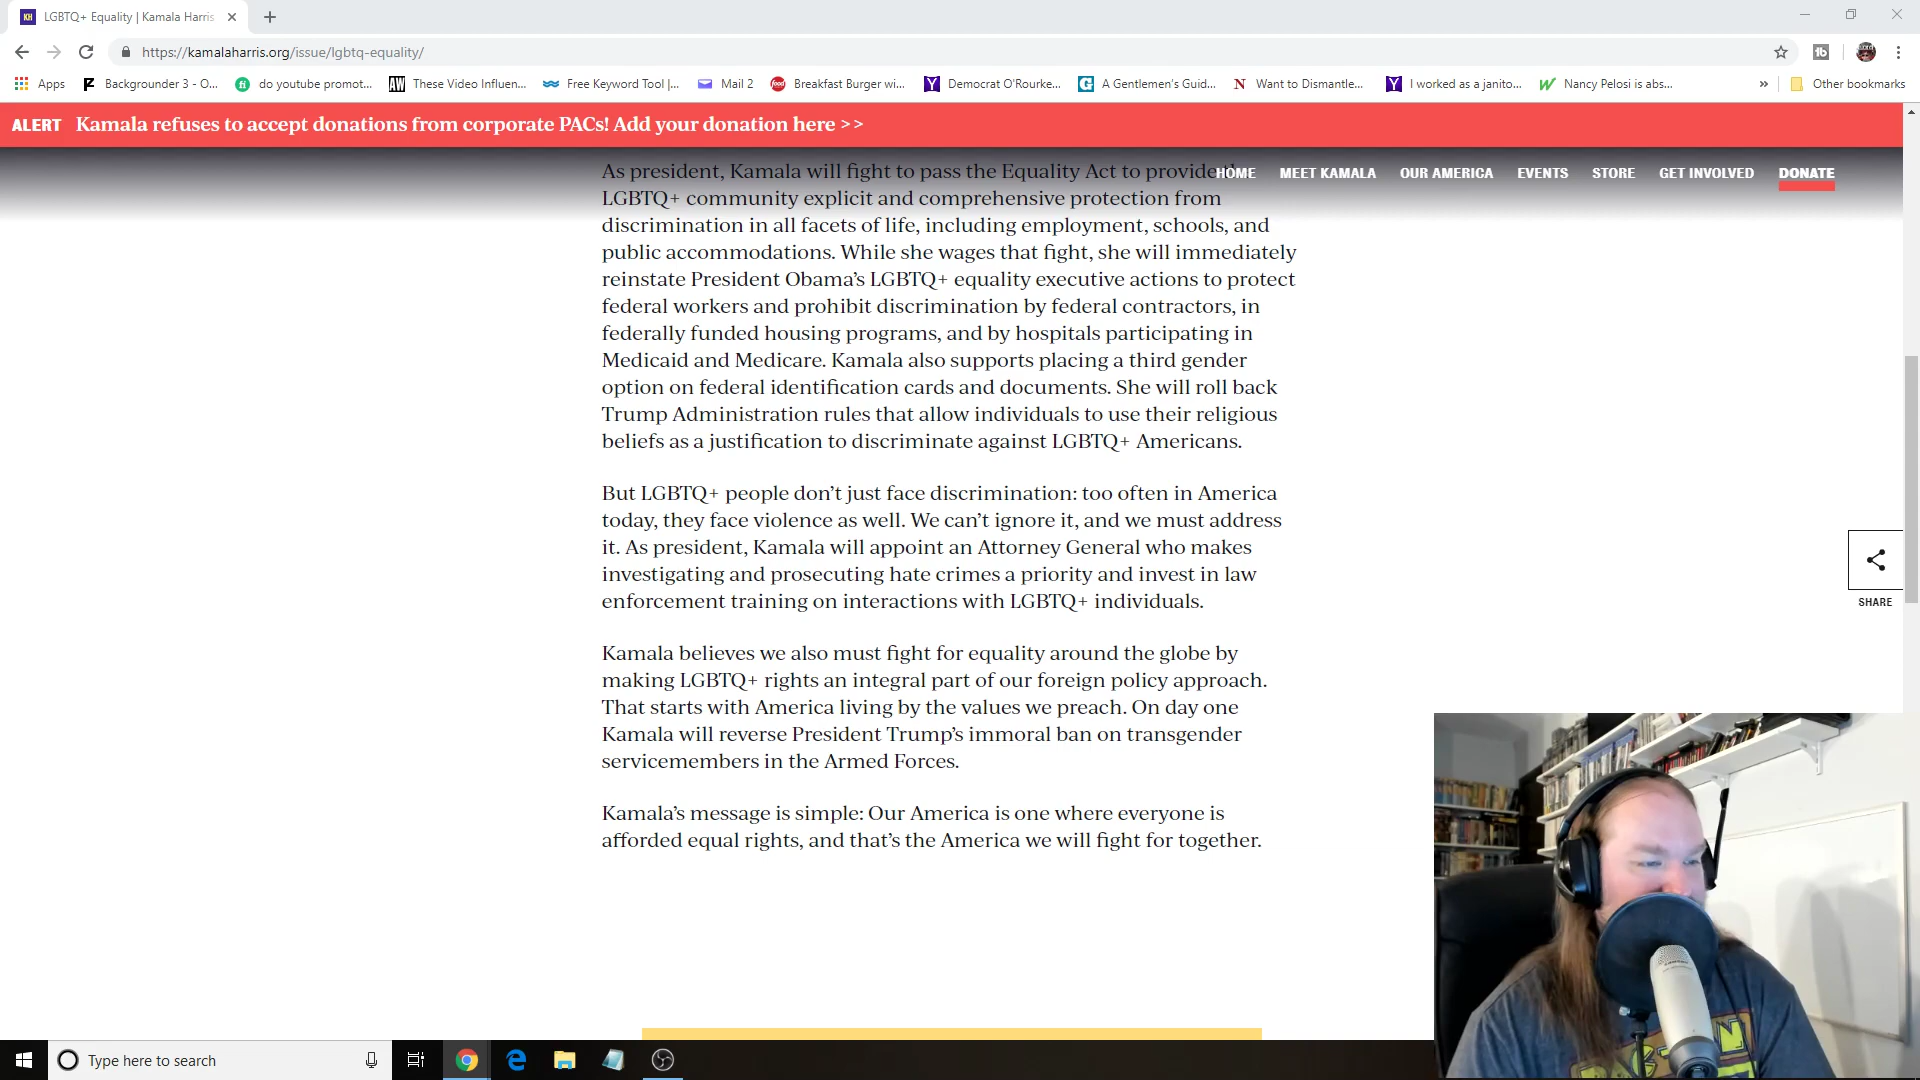 LGBTQ+ Equality | Kamala Harris
https://kamalaharris.org/issue/lgbtq-equality/
Apps
Backgrounder 3 - O...
do youtube promot...
These Video Influen...
Free Keyword Tool |...
Mail 2
Breakfast Burger wi...
Democrat O'Rourke...
A Gentlemen's Guid...
Want to Dismantle...
I worked as a janito...
Nancy Pelosi is abs...
Other bookmarks
ALERT Kamala refuses to accept donations from corporate PACs! Add your donation here >>
HOME MEET KAMALA OUR AMERICA EVENTS STORE GET INVOLVED DONATE
As president, Kamala will fight to pass the Equality Act to provide
LGBTQ+ community explicit and comprehensive protection from
discrimination in all facets of life, including employment, schools, and
public accommodations. While she wages that fight, she will immediately
reinstate President Obama’s LGBTQ+ equality executive actions to protect
federal workers and prohibit discrimination by federal contractors, in
federally funded housing programs, and by hospitals participating in
Medicaid and Medicare. Kamala also supports placing a third gender
option on federal identification cards and documents. She will roll back
Trump Administration rules that allow individuals to use their religious
beliefs as a justification to discriminate against LGBTQ+ Americans.
But LGBTQ+ people don’t just face discrimination: too often in America
today, they face violence as well. We can’t ignore it, and we must address
it. As president, Kamala will appoint an Attorney General who makes
investigating and prosecuting hate crimes a priority and invest in law
enforcement training on interactions with LGBTQ+ individuals.
Kamala believes we also must fight for equality around the globe by
making LGBTQ+ rights an integral part of our foreign policy approach.
That starts with America living by the values we preach. On day one
Kamala will reverse President Trump’s immoral ban on transgender
servicemembers in the Armed Forces.
Kamala’s message is simple: Our America is one where everyone is
afforded equal rights, and that’s the America we will fight for together.
SHARE
Type here to search